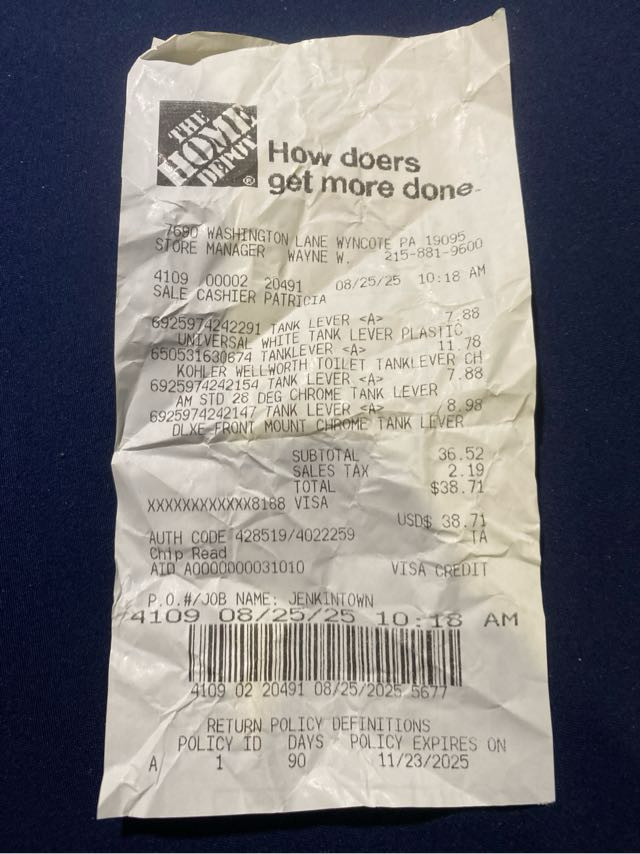 THE
HOME
DEPOT
®
How doers
get more done.
7690 WASHINGTON LANE WYNCOTE PA 19095
STORE MANAGER WAYNE W. 215-881-9600
4109 00002 20491 08/25/25 10:18 AM
SALE CASHIER PATRICIA
6925974242291 TANK LEVER <A> 7.88
UNIVERSAL WHITE TANK LEVER PLASTIC
650531630674 TANKLEVER <A> 11.78
KOHLER WELLWORTH TOILET TANKLEVER CH
6925974242154 TANK LEVER <A> 7.88
AM STD 28 DEG CHROME TANK LEVER
6925974242147 TANK LEVER <A> 8.98
DLXE FRONT MOUNT CHROME TANK LEVER
SUBTOTAL 36.52
SALES TAX 2.19
TOTAL $38.71
XXXXXXXXXXXX8188 VISA
USD$ 38.71
AUTH CODE 428519/4022259 TA
Chip Read
AID A0000000031010 VISA CREDIT
P.O.#/JOB NAME: JENKINTOWN
4109 08/25/25 10:18 AM
4109 02 20491 08/25/2025 5677
RETURN POLICY DEFINITIONS
POLICY ID DAYS POLICY EXPIRES ON
A 1 90 11/23/2025